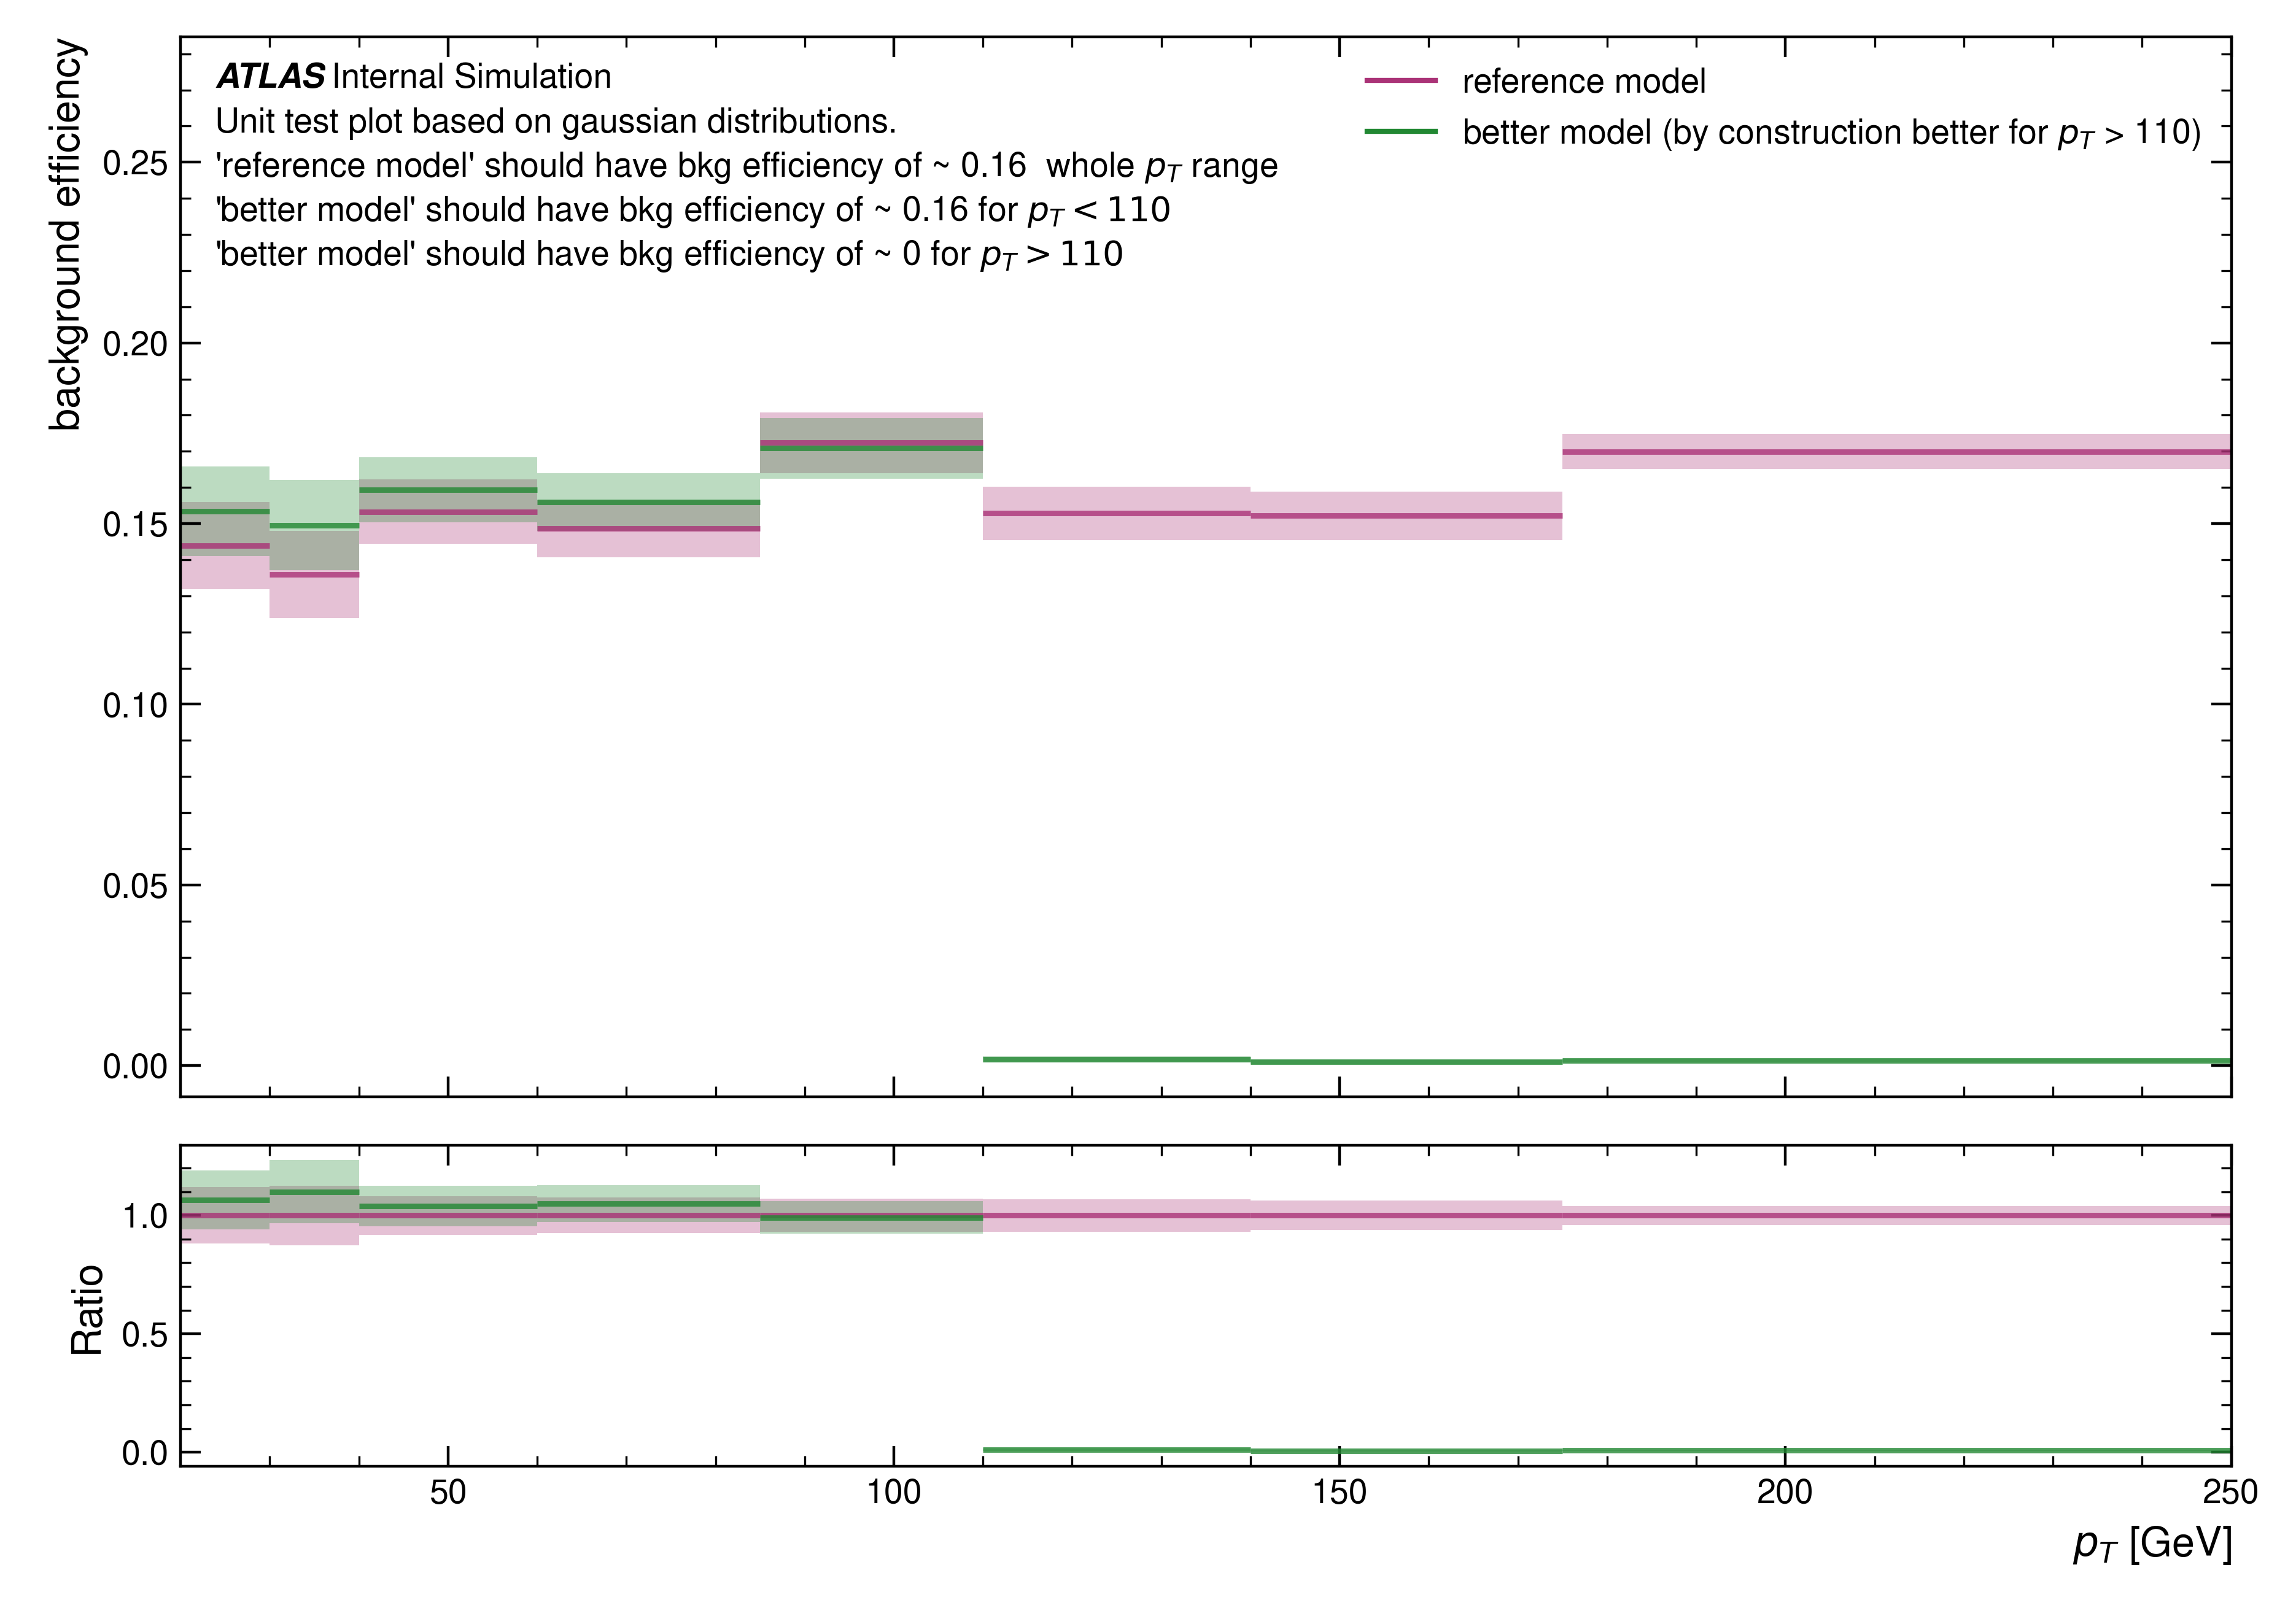 ATLAS Internal Simulation
Unit test plot based on gaussian distributions.
'reference model' should have bkg efficiency of ~ 0.16  whole pT range
'better model' should have bkg efficiency of ~ 0.16 for pT < 110
'better model' should have bkg efficiency of ~ 0 for pT > 110
reference model
better model (by construction better for pT > 110)
background efficiency
0.25
0.20
0.15
0.10
0.05
0.00
Ratio
1.0
0.5
0.0
50 100 150 200 250
pT [GeV]